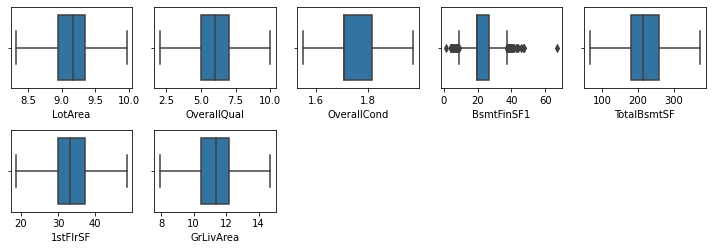 8.5 9.0 9.5 10.0
LotArea
2.5 5.0 7.5 10.0
OverallQual
1.6 1.8
OverallCond
0 20 40 60
BsmtFinSF1
100 200 300
TotalBsmtSF
20 30 40
1stFlrSF
8 10 12 14
GrLivArea